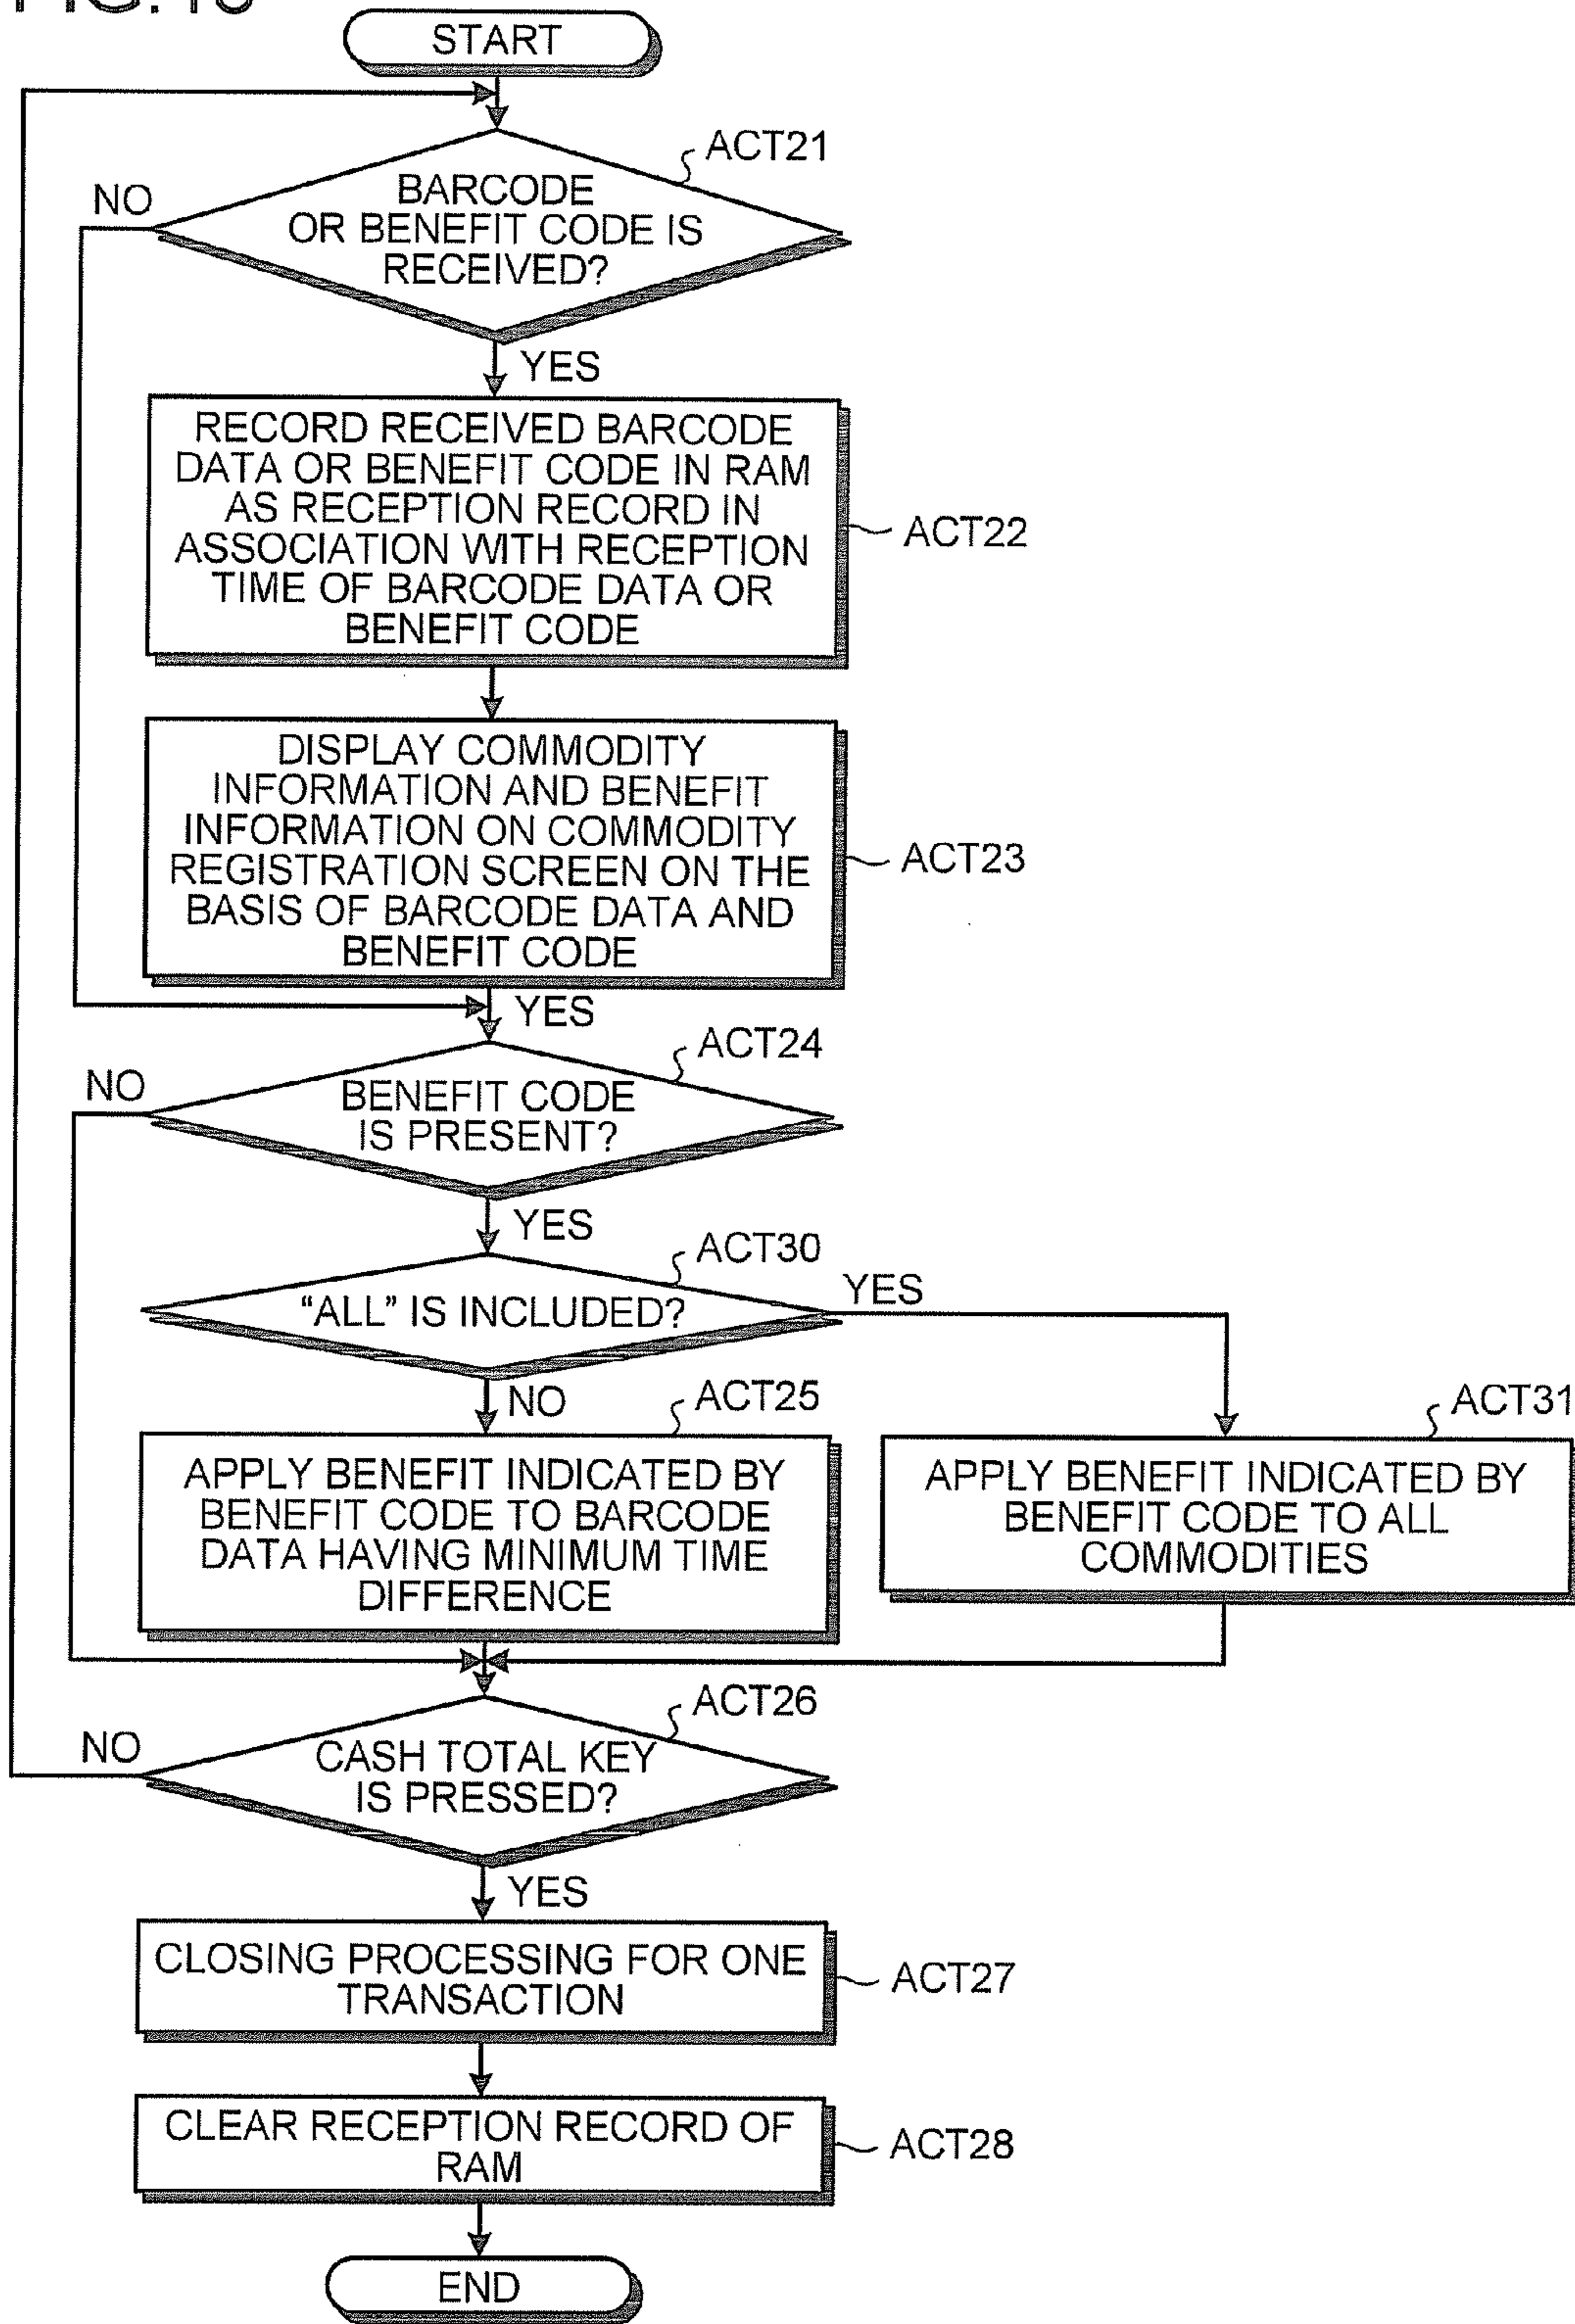 START
ACT21
NO
BARCODE
OR BENEFIT CODE IS
RECEIVED?
YES
RECORD RECEIVED BARCODE
DATA OR BENEFIT CODE IN RAM
AS RECEPTION RECORD IN
ASSOCIATION WITH RECEPTION
TIME OF BARCODE DATA OR
BENEFIT CODE
ACT22
DISPLAY COMMODITY
INFORMATION AND BENEFIT
INFORMATION ON COMMODITY
REGISTRATION SCREEN ON THE
BASIS OF BARCODE DATA AND
BENEFIT CODE
ACT23
YES
ACT24
NO
BENEFIT CODE
IS PRESENT?
YES
ACT30
"ALL" IS INCLUDED?
YES
NO
ACT25
APPLY BENEFIT INDICATED BY
BENEFIT CODE TO BARCODE
DATA HAVING MINIMUM TIME
DIFFERENCE
ACT31
APPLY BENEFIT INDICATED BY
BENEFIT CODE TO ALL
COMMODITIES
ACT26
NO
CASH TOTAL KEY
IS PRESSED?
YES
CLOSING PROCESSING FOR ONE
TRANSACTION
ACT27
CLEAR RECEPTION RECORD OF
RAM
ACT28
END